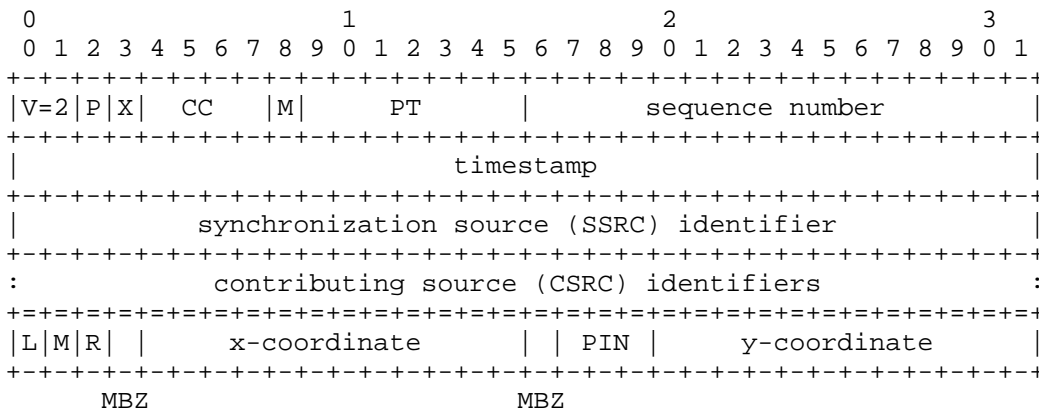 0                   1                   2                   3
 0 1 2 3 4 5 6 7 8 9 0 1 2 3 4 5 6 7 8 9 0 1 2 3 4 5 6 7 8 9 0 1
+-+-+-+-+-+-+-+-+-+-+-+-+-+-+-+-+-+-+-+-+-+-+-+-+-+-+-+-+-+-+-+-+
|V=2|P|X|  CC   |M|     PT      |       sequence number         |
+-+-+-+-+-+-+-+-+-+-+-+-+-+-+-+-+-+-+-+-+-+-+-+-+-+-+-+-+-+-+-+-+
|                           timestamp                           |
+-+-+-+-+-+-+-+-+-+-+-+-+-+-+-+-+-+-+-+-+-+-+-+-+-+-+-+-+-+-+-+-+
|           synchronization source (SSRC) identifier            |
+-+-+-+-+-+-+-+-+-+-+-+-+-+-+-+-+-+-+-+-+-+-+-+-+-+-+-+-+-+-+-+-+
:            contributing source (CSRC) identifiers             :
+=+=+=+=+=+=+=+=+=+=+=+=+=+=+=+=+=+=+=+=+=+=+=+=+=+=+=+=+=+=+=+=+
|L|M|R| |     x-coordinate      | | PIN |     y-coordinate      |
+-+-+-+-+-+-+-+-+-+-+-+-+-+-+-+-+-+-+-+-+-+-+-+-+-+-+-+-+-+-+-+-+
      MBZ                       MBZ